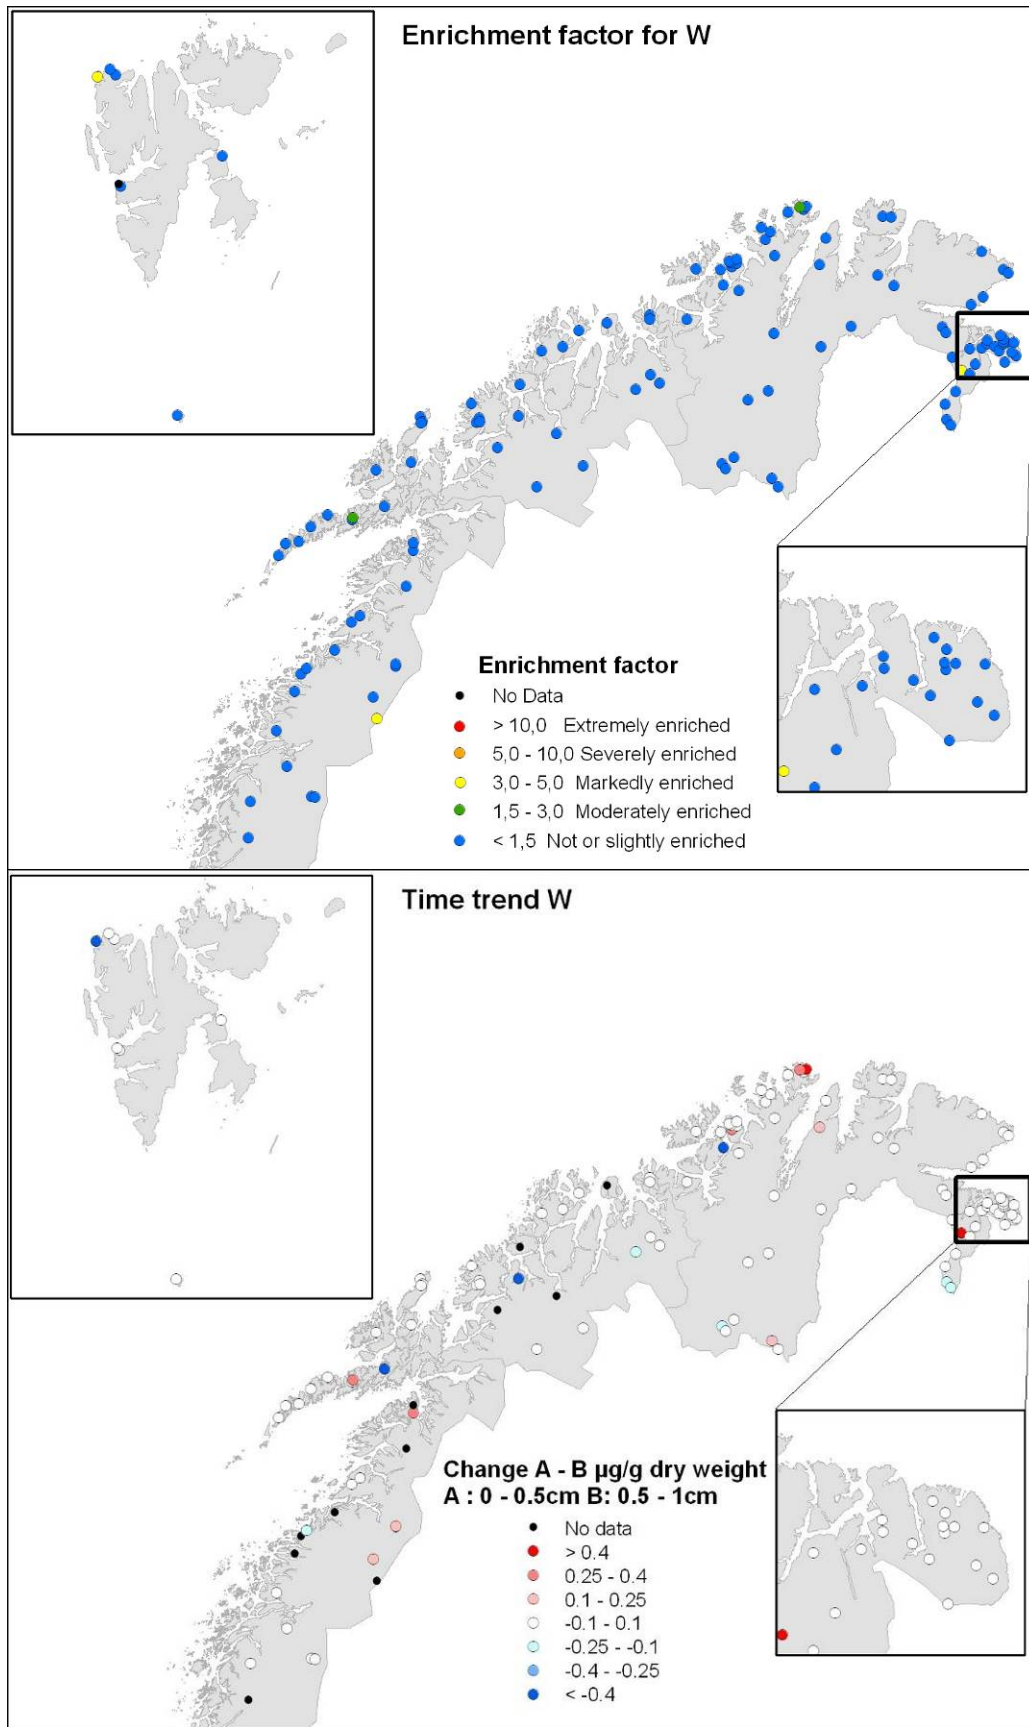 Enrichment factor for W
Enrichment factor
No Data
> 10,0 Extremely enriched
5,0 - 10,0 Severely enriched
3,0 - 5,0 Markedly enriched
1,5 - 3,0 Moderately enriched
< 1,5 Not or slightly enriched
Time trend W
Change A - B µg/g dry weight
A : 0 - 0.5cm B: 0.5 - 1cm
No data
> 0.4
0.25 - 0.4
0.1 - 0.25
-0.1 - 0.1
-0.25 - -0.1
-0.4 - -0.25
< -0.4